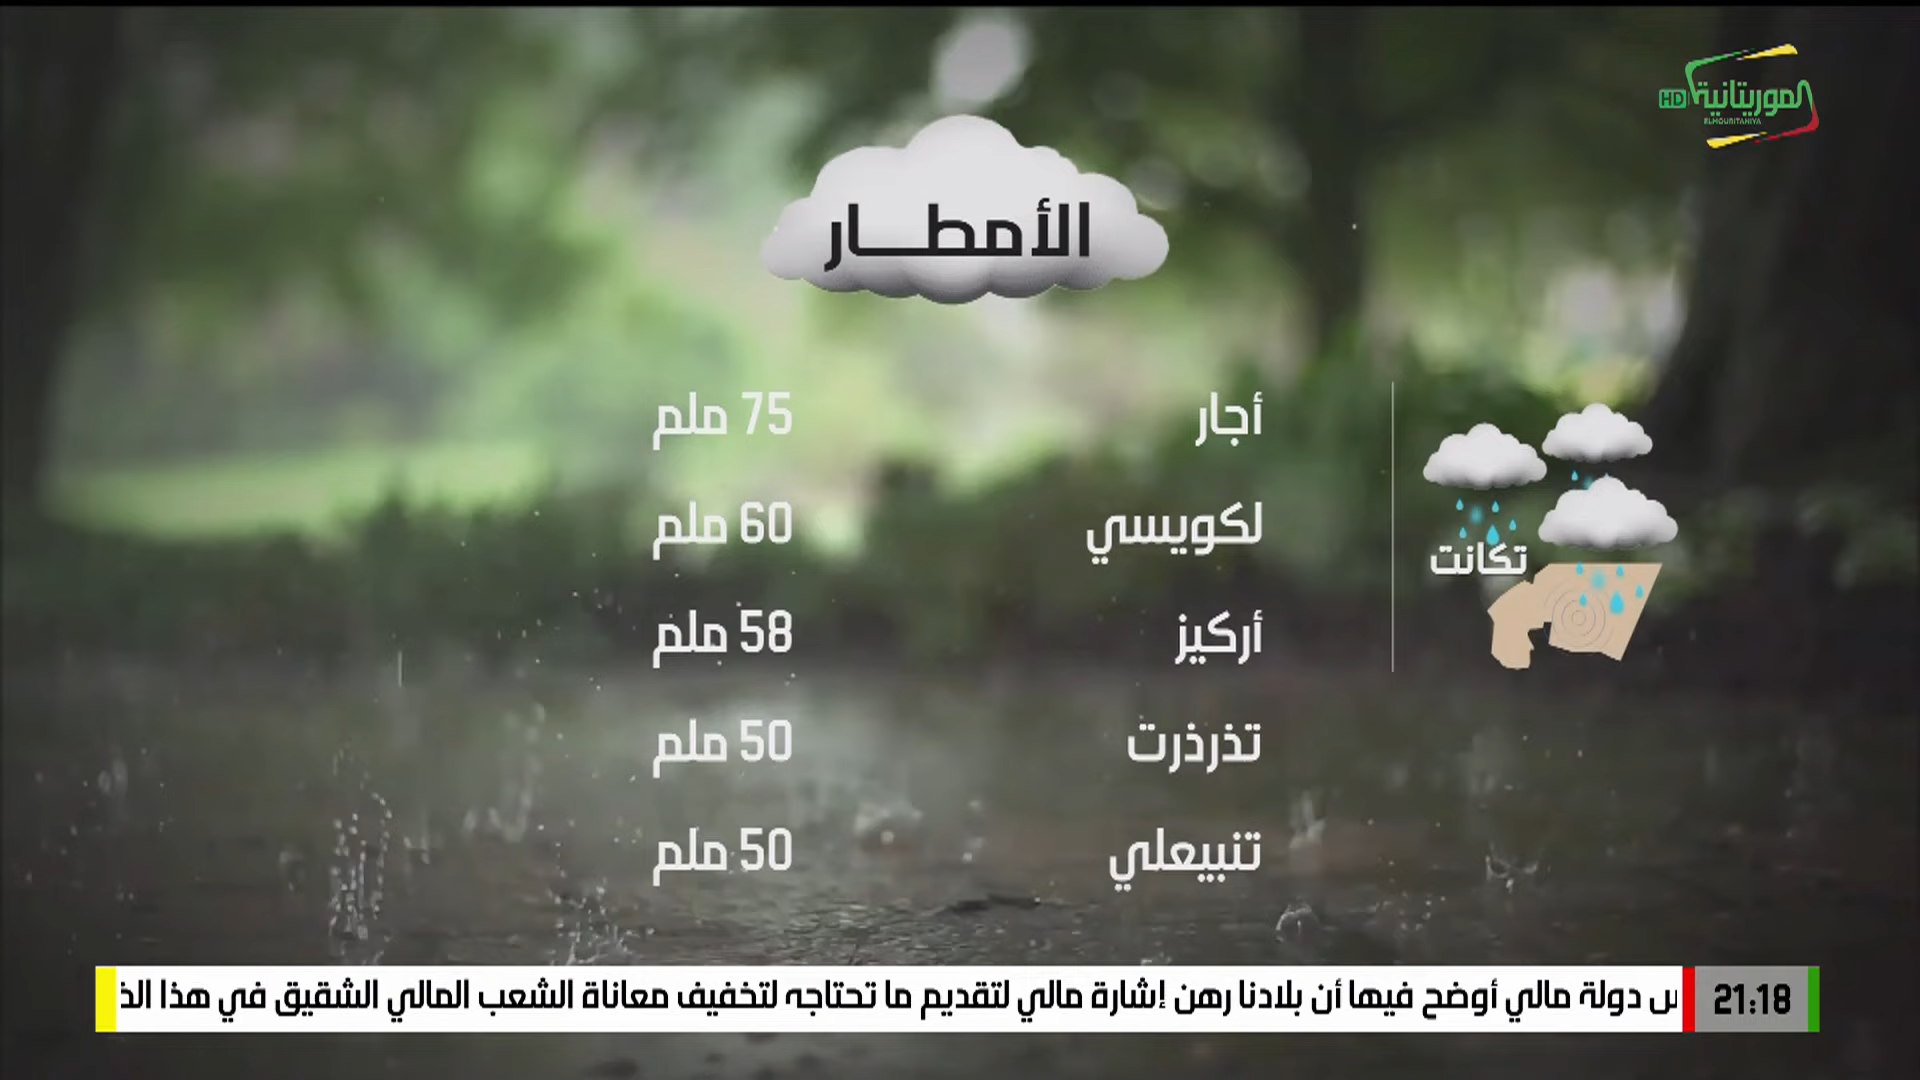 الموريتانية HD
ELMOURITANIYA
الأمطـــار
أجار 75 ملم
لكويسي 60 ملم
أركيز 58 ملم
تذرذرت 50 ملم
تنبيعلي 50 ملم
تكانت
21:18
دولة مالي أوضح فيها أن بلادنا رهن إشارة مالي لتقديم ما تحتاجه لتخفيف معاناة الشعب المالي الشقيق في هذا